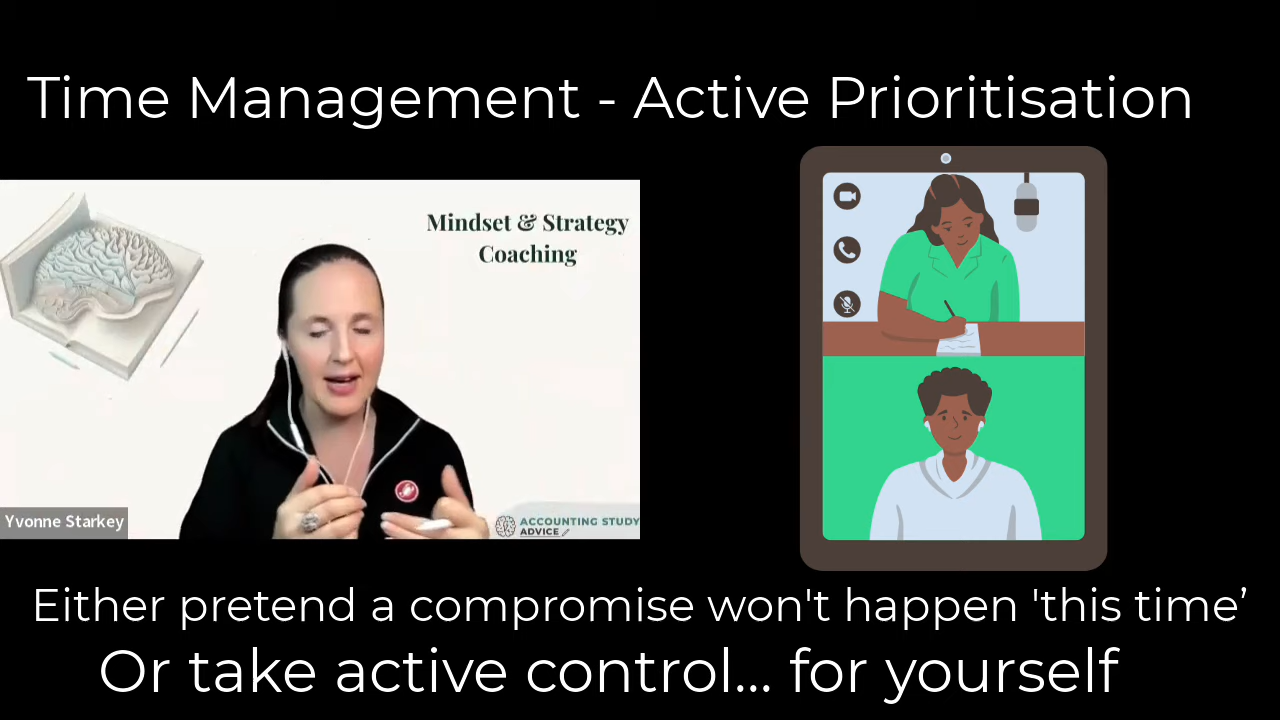 Time Management - Active Prioritisation
Mindset & Strategy
Coaching
Yvonne Starkey
ACCOUNTING STUDY
ADVICE
Either pretend a compromise won't happen 'this time’
Or take active control... for yourself